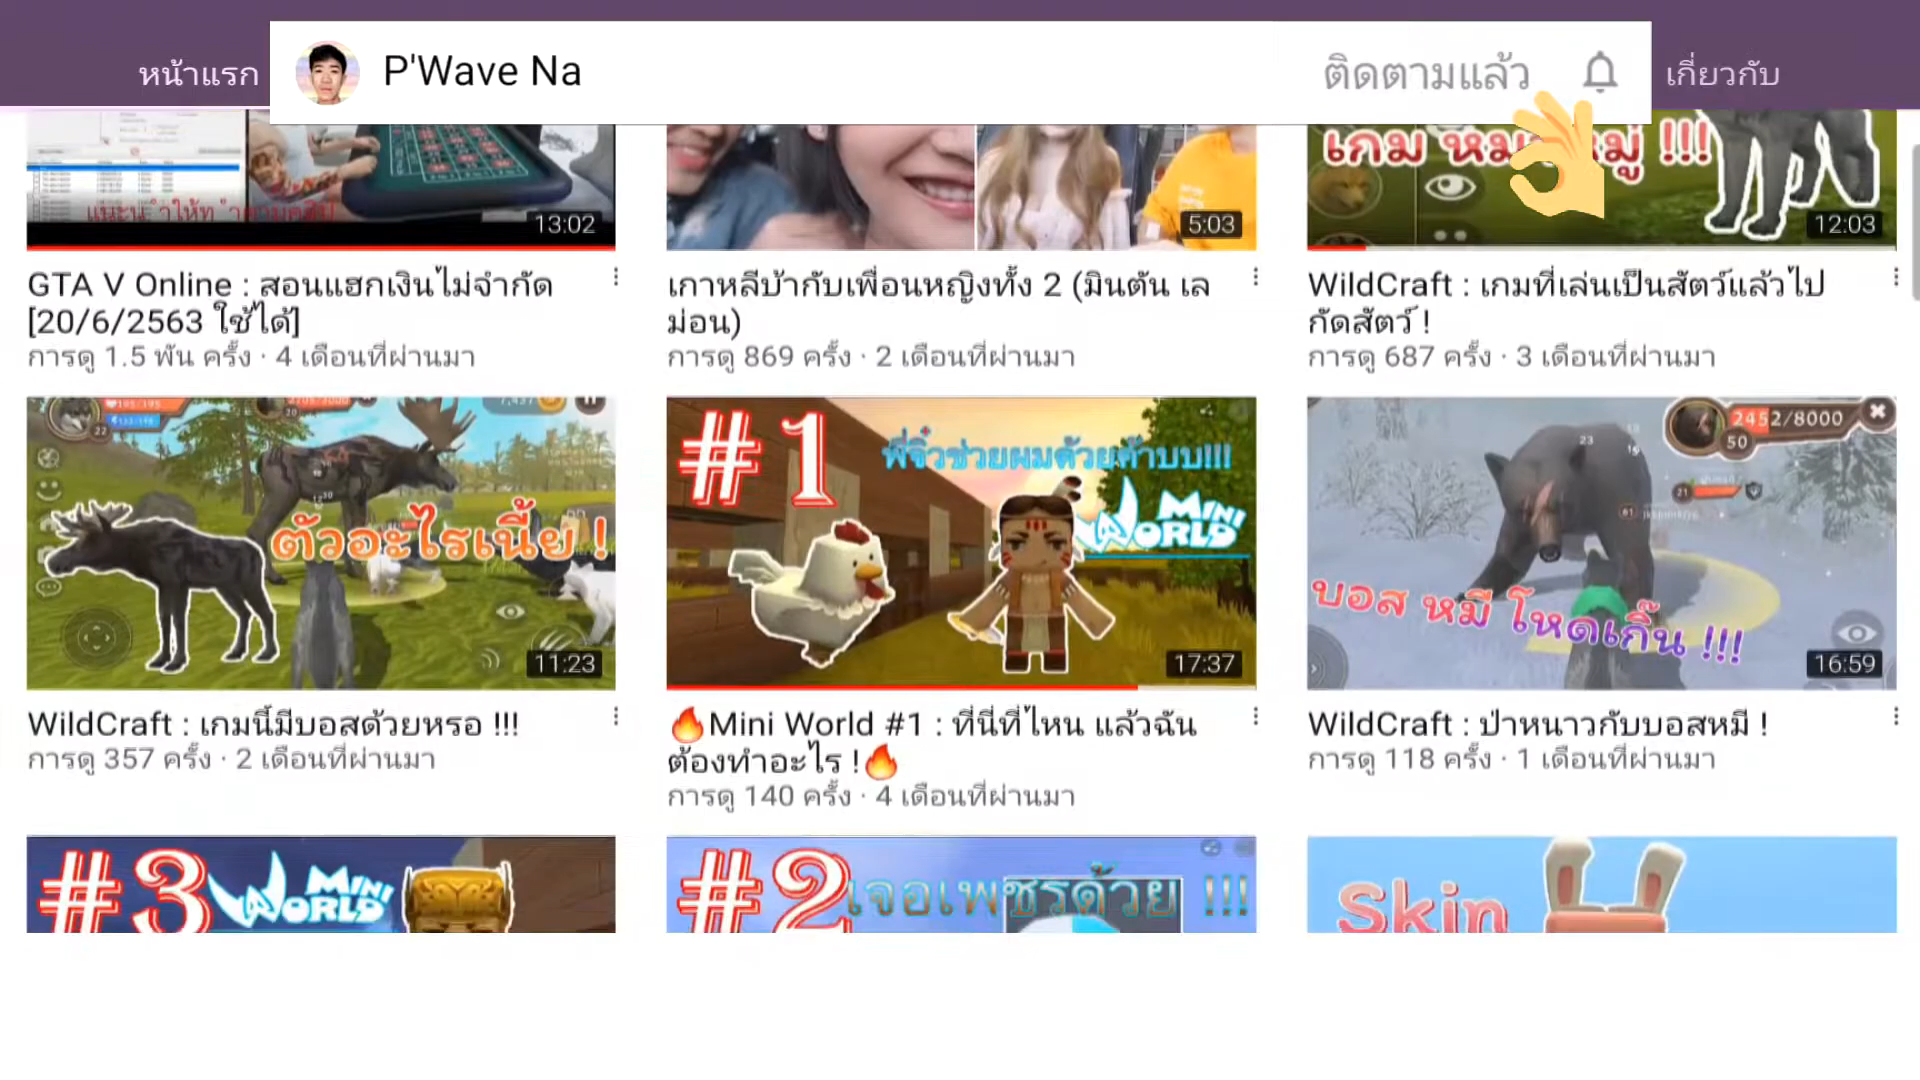 หน้าแรก
P'Wave Na
ติดตามแล้ว
เกี่ยวกับ
13:02
5:03
เกม
!!!
12:03
GTA V Online : สอนแฮกเงินไม่จำกัด
[20/6/2563 ใช้ได้]
การดู 1.5 พัน ครั้ง · 4 เดือนที่ผ่านมา
เกาหลีบ้ากับเพื่อนหญิงทั้ง 2 (มินตัน เล
ม่อน)
การดู 869 ครั้ง · 2 เดือนที่ผ่านมา
WildCraft : เกมที่เล่นเป็นสัตว์แล้วไป
กัดสัตว์ !
การดู 687 ครั้ง · 3 เดือนที่ผ่านมา
22
20
ตัวอะไรเนี้ย !
11:23
#1
พี่จิ๋วช่วยผมด้วยค้าบบ!!!
MINI
WORLD
17:37
2452/8000
50
23
บอส หมี โหดเกิ๊น !!!
16:59
WildCraft : เกมนี้มีบอสด้วยหรอ !!!
การดู 357 ครั้ง · 2 เดือนที่ผ่านมา
🔥Mini World #1 : ที่นี่ที่ไหน แล้วฉัน
ต้องทำอะไร !🔥
การดู 140 ครั้ง · 4 เดือนที่ผ่านมา
WildCraft : ป่าหนาวกับบอสหมี !
การดู 118 ครั้ง · 1 เดือนที่ผ่านมา
#3
MINI
WORLD
#2
เจอเพชรด้วย !!!
Skin